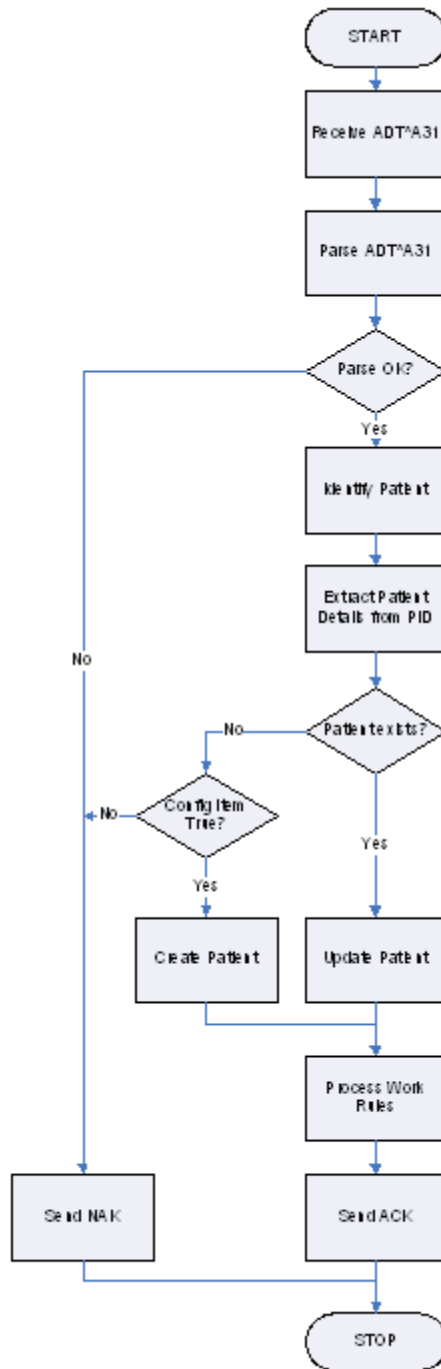 START
Receive ADT^A31
Parse ADT^A31
Parse OK?
Yes
Identify Patient
Extract Patient
Details from PID
No
Patient exists?
No
Config Item
True?
No
Yes
Yes
Create Patient
Update Patient
Process Work
Rules
Send NAK
Send ACK
STOP